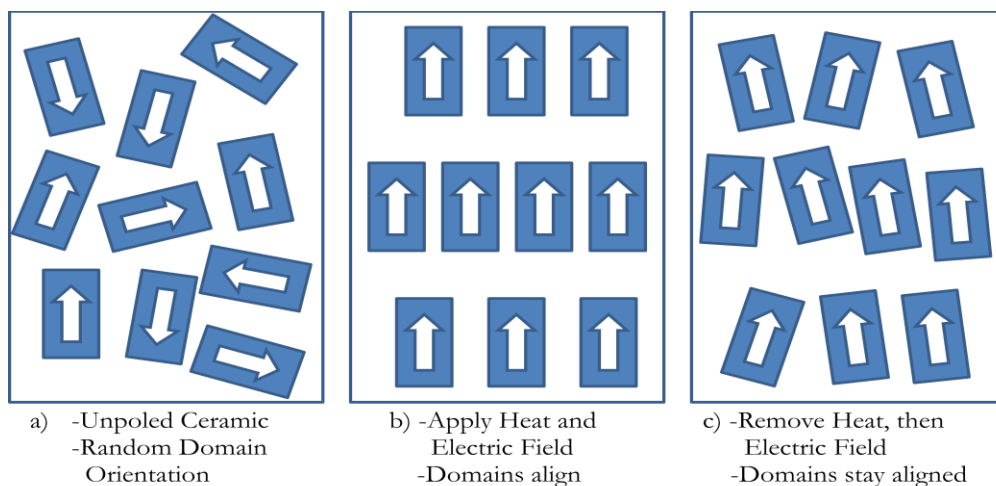 a) -Unpoled Ceramic
-Random Domain
Orientation
b) -Apply Heat and
Electric Field
-Domains align
c) -Remove Heat, then
Electric Field
-Domains stay aligned